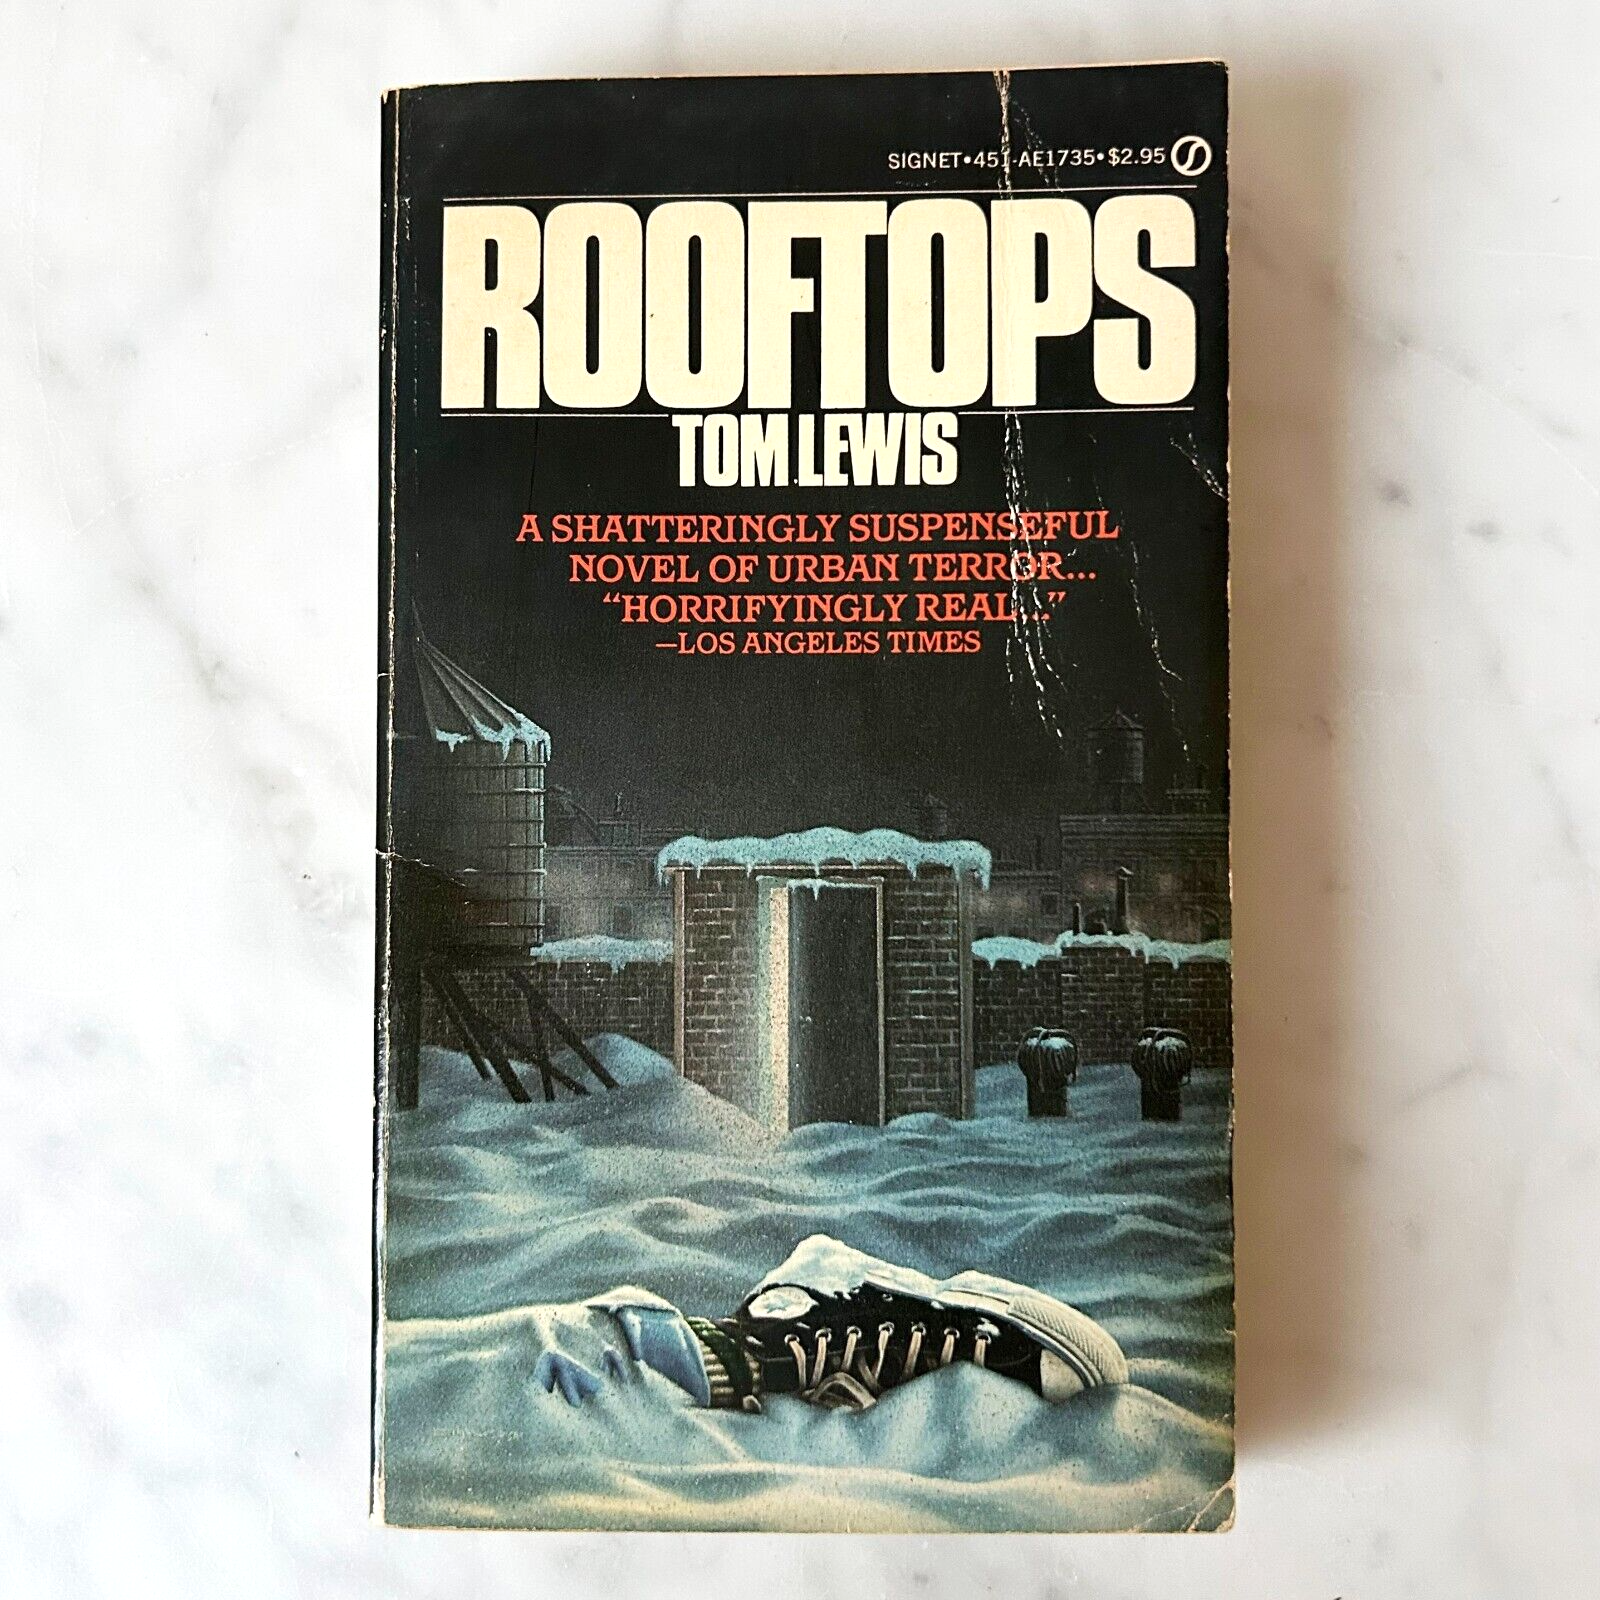 SIGNET•451-AE1735•$2.95
ROOFTOPS
TOM LEWIS
A SHATTERINGLY SUSPENSEFUL
NOVEL OF URBAN TERROR...
“HORRIFYINGLY REAL...”
—LOS ANGELES TIMES